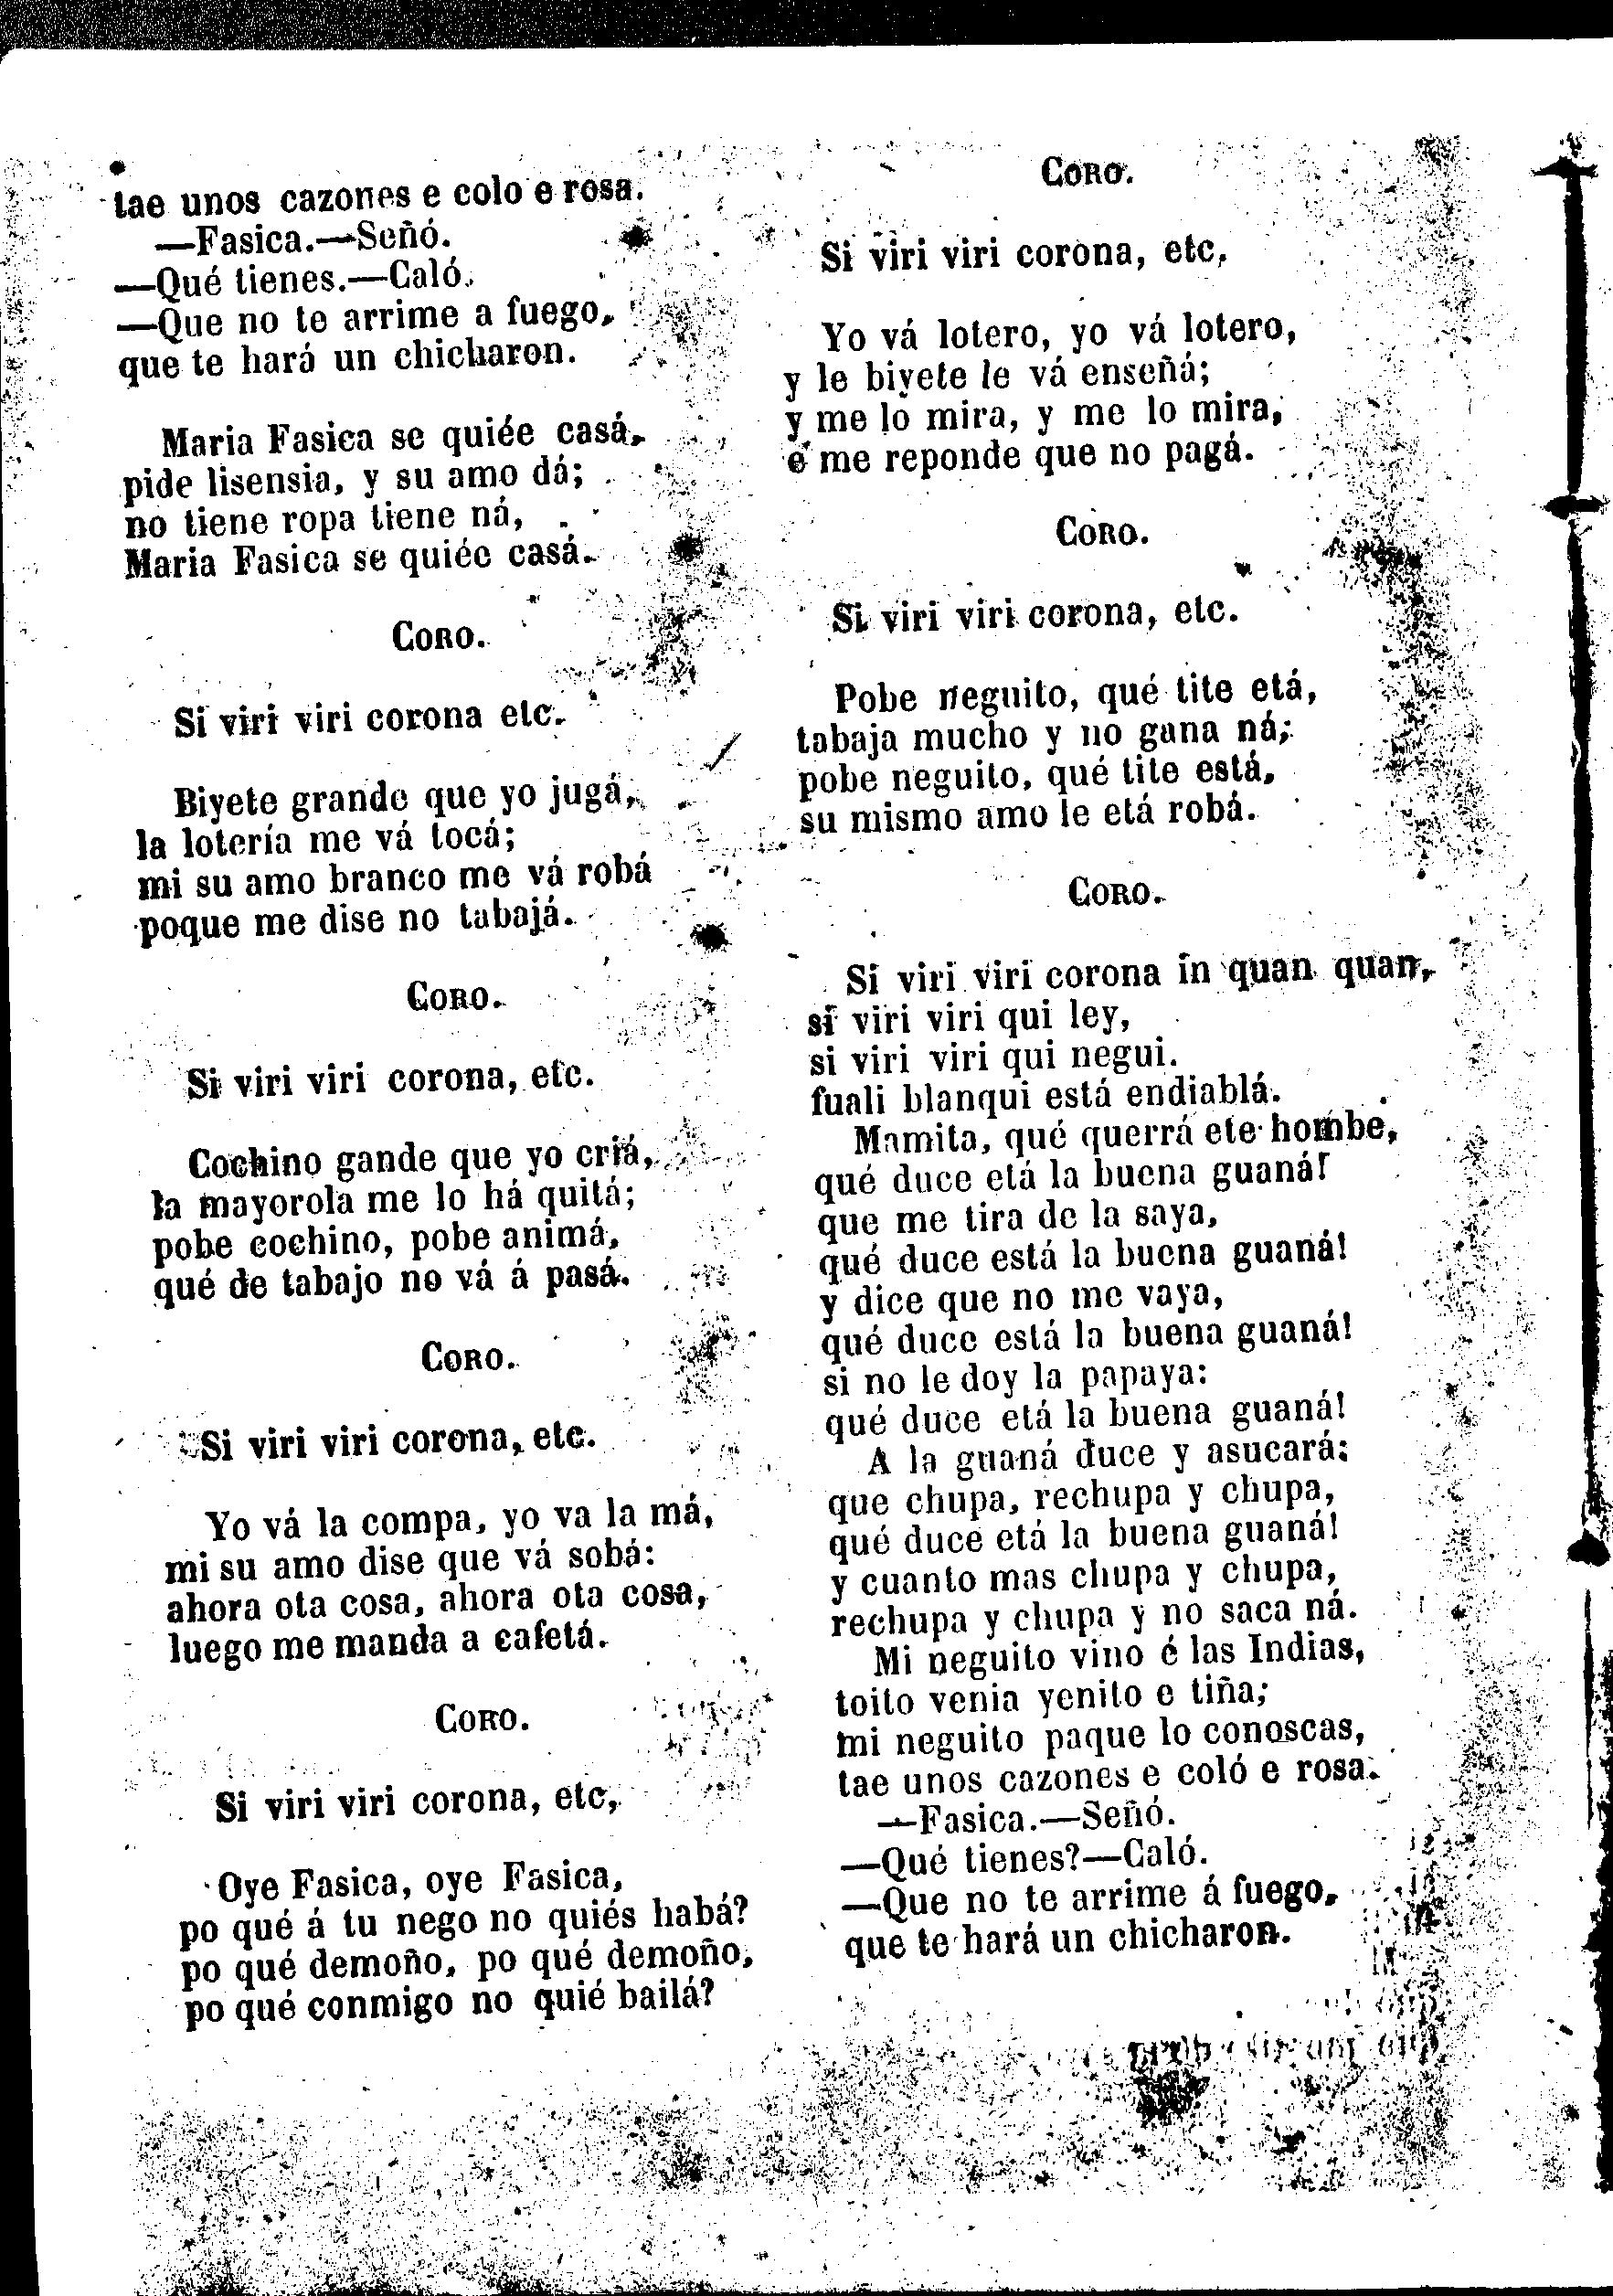 tae unos cazones e colo e rosa.
—Fasica.—Señó.
—Qué tienes.—Caló.
—Que no te arrime a fuego,
que te hará un chicharon.
Maria Fasica se quiée casá,
pide lisensia, y su amo dá;
no tiene ropa tiene ná,
Maria Fasica se quiée casá.
CORO.
Si viri viri corona etc.
Biyete grande que yo jugá,
la lotería me vá tocá;
mi su amo branco me vá robá
poque me dise no tabajá.
CORO.
Si viri viri corona, etc.
Cochino gande que yo criá,
la mayorola me lo há quitá;
pobe cochino, pobe animá,
qué de tabajo no vá á pasá.
CORO.
Si viri viri corona, etc.
Yo vá la compa, yo va la má,
mi su amo dise que vá sobá:
ahora ota cosa, ahora ota cosa,
luego me manda a cafetá.
CORO.
Si viri viri corona, etc,
Oye Fasica, oye Fasica,
po qué á tu nego no quiés habá?
po qué demoño, po qué demoño,
po qué conmigo no quié bailá?
CORO.
Si viri viri corona, etc,
Yo vá lotero, yo vá lotero,
y le biyete le vá enseñá;
y me lo mira, y me lo mira,
é me reponde que no pagá.
CORO.
Si viri viri corona, etc.
Pobe neguito, qué tite etá,
tabaja mucho y no gana ná;
pobe neguito, qué tite está,
su mismo amo le etá robá.
CORO.
Si viri viri corona in quan quan,
si viri viri qui ley,
si viri viri qui negui.
fuali blanqui está endiablá.
Mamita, qué querrá ete hombe,
qué duce etá la buena guaná!
que me tira de la saya,
qué duce está la buena guaná!
y dice que no me vaya,
qué duce está la buena guaná!
si no le doy la papaya:
qué duce etá la buena guaná!
A la guaná duce y asucará:
que chupa, rechupa y chupa,
qué duce etá la buena guaná!
y cuanto mas chupa y chupa,
rechupa y chupa y no saca ná.
Mi neguito vino é las Indias,
toito venia yenito e tiña;
mi neguito paque lo conoscas,
tae unos cazones e coló e rosa.
—Fasica.—Señó.
—Qué tienes?—Caló.
—Que no te arrime á fuego,
que te hará un chicharon.